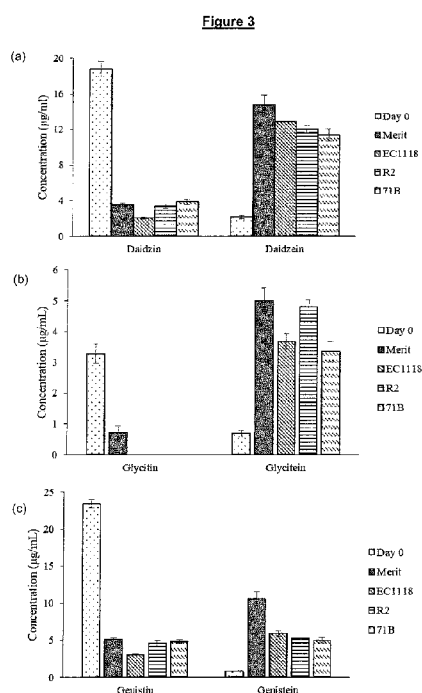 Figure 3
(a)
Concentration (µg/ml)
20
16
12
8
4
0
Daidzin
Daidzein
Day 0
Merit
EC1118
R2
71B
(b)
Concentration (µg/mL)
6
5
4
3
2
1
0
Glycitin
Glycitein
Day 0
Merit
EC1118
R2
71B
(c)
Concentration (µg/mL)
25
20
15
10
5
0
Genistin
Genistein
Day 0
Merit
EC1118
R2
71B